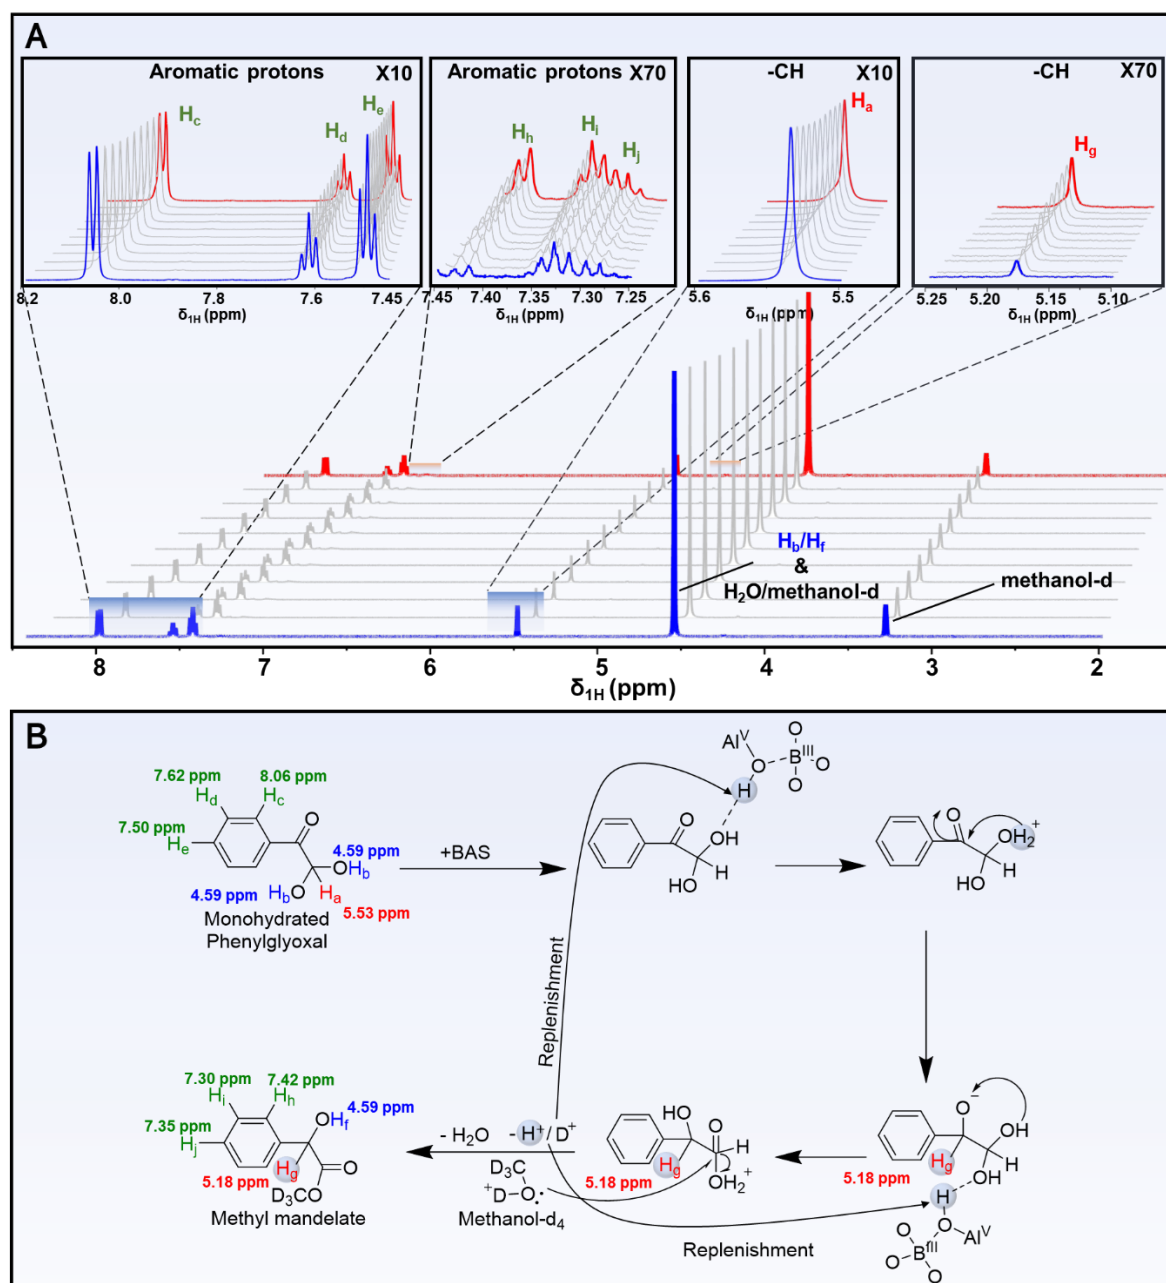 A
Aromatic protons X10
Hc
Hd
He
8.2 8.0 7.8 7.6 7.45
δ1H (ppm)
Aromatic protons X70
Hh
Hi
Hj
7.45 7.40 7.35 7.30 7.25
δ1H (ppm)
-CH X10
Ha
5.6 5.5
δ1H (ppm)
-CH X70
Hg
5.25 5.20 5.15 5.10
δ1H (ppm)
Hb/Hf
&
H2O/methanol-d
methanol-d
8 7 6 5 4 3 2
δ1H (ppm)
B
7.62 ppm 8.06 ppm
Hd Hc
7.50 ppm
He
O
4.59 ppm
OHb
4.59 ppm HbO Ha
5.53 ppm
Monohydrated
Phenylglyoxal
+BAS
AlV O BIII O
O O
H
O OH
H
HO
O OH2+
H
HO
Replenishment
7.30 ppm 7.42 ppm
Hi Hh
7.35 ppm
Hj
4.59 ppm
OHf
Hg
5.18 ppm
O
D3C O
Methyl mandelate
- H2O - H+/ D+
D3C
+D-O:
Methanol-d4
HO
H
O
Hg
5.18 ppm
OH2+
O-
OH
H
Hg
5.18 ppm
OH
H
O AlV
O BIII
O O
Replenishment